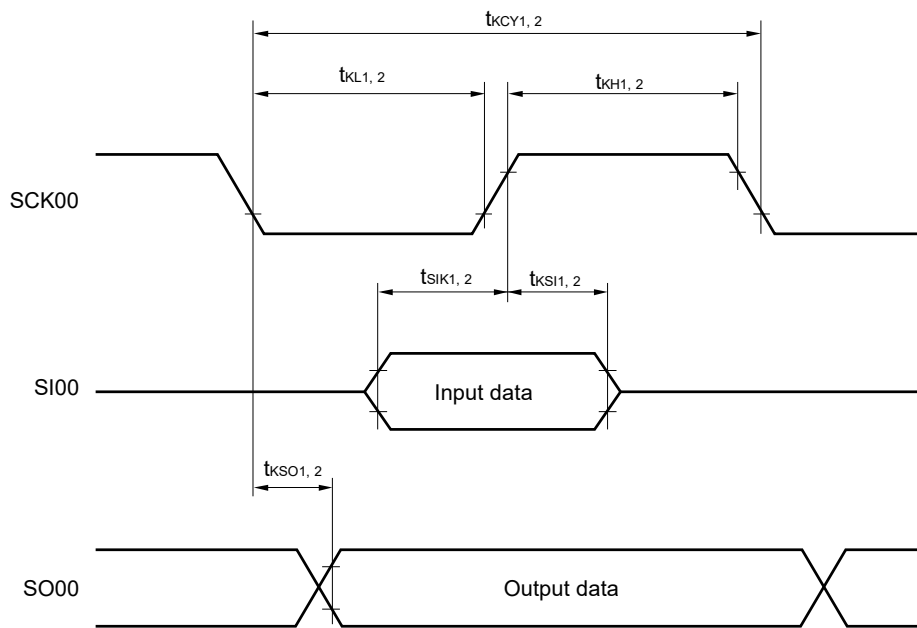 tKCY1, 2
tKL1, 2
tKH1, 2
SCK00
tSIK1, 2
tKSI1, 2
SI00
Input data
tKSO1, 2
SO00
Output data